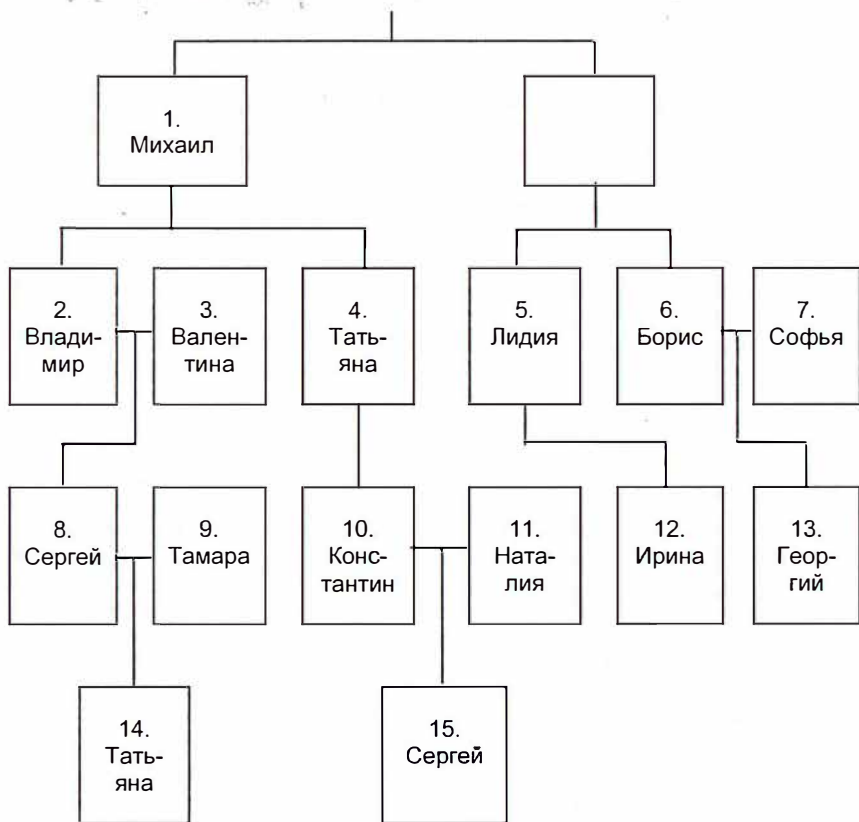 1.
Михаил
2.
Влади-
мир
3.
Вален-
тина
4.
Тать-
яна
5.
Лидия
6.
Борис
7.
Софья
8.
Сергей
9.
Тамара
10.
Конс-
тантин
11.
Ната-
лия
12.
Ирина
13.
Геор-
гий
14.
Тать-
яна
15.
Сергей